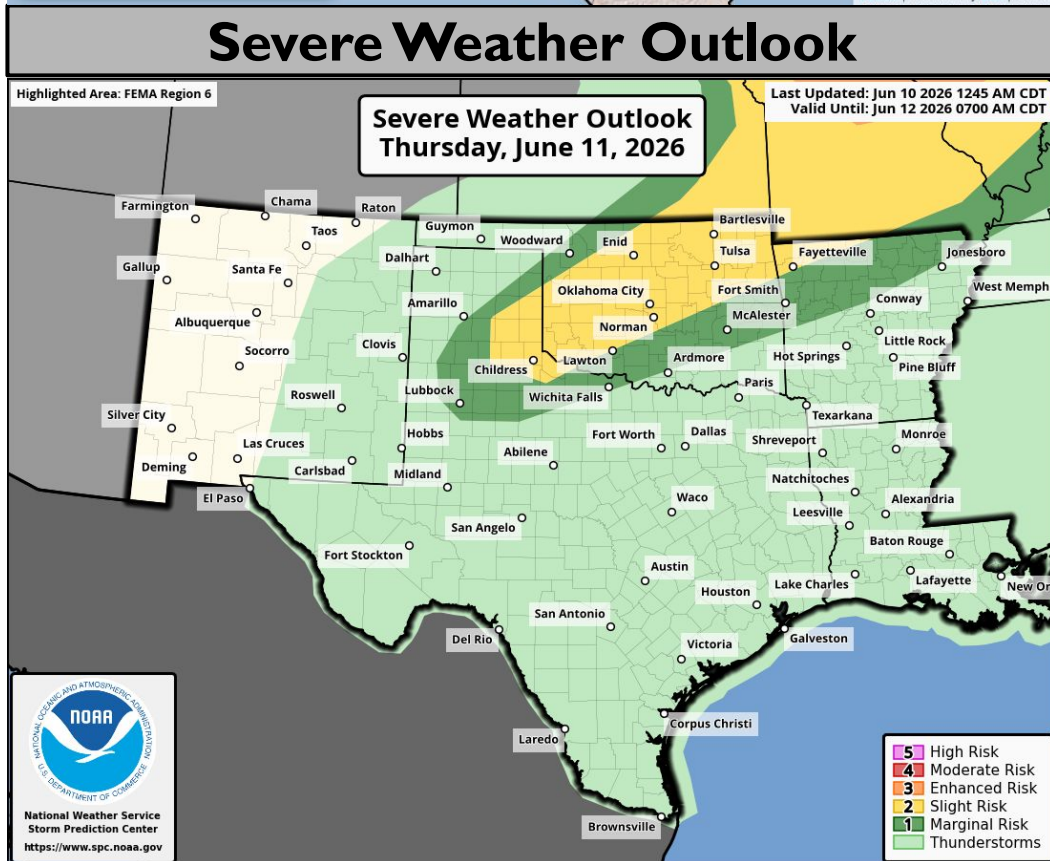 Severe Weather Outlook
Highlighted Area: FEMA Region 6
Last Updated: Jun 10 2026 1245 AM CDT
Valid Until: Jun 12 2026 0700 AM CDT
Severe Weather Outlook
Thursday, June 11, 2026
Farmington
Chama
Raton
Taos
Guymon
Woodward
Enid
Bartlesville
Tulsa
Fayetteville
Jonesboro
Gallup
Santa Fe
Dalhart
Amarillo
Oklahoma City
Fort Smith
West Memph
Albuquerque
Norman
McAlester
Conway
Socorro
Clovis
Childress
Lawton
Ardmore
Hot Springs
Little Rock
Pine Bluff
Roswell
Lubbock
Wichita Falls
Paris
Silver City
Texarkana
Las Cruces
Hobbs
Fort Worth
Dallas
Shreveport
Monroe
Deming
Carlsbad
Midland
Abilene
Natchitoches
El Paso
Waco
Leesville
Alexandria
San Angelo
Fort Stockton
Baton Rouge
Austin
Houston
Lake Charles
Lafayette
New Or
San Antonio
Del Rio
Victoria
Galveston
Corpus Christi
Laredo
Brownsville
NATIONAL OCEANIC AND ATMOSPHERIC ADMINISTRATION
NOAA
U.S. DEPARTMENT OF COMMERCE
National Weather Service
Storm Prediction Center
https://www.spc.noaa.gov
5 High Risk
4 Moderate Risk
3 Enhanced Risk
2 Slight Risk
1 Marginal Risk
Thunderstorms